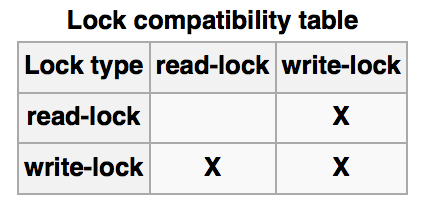 Lock compatibility table
Lock type read-lock write-lock
read-lock X
write-lock X X